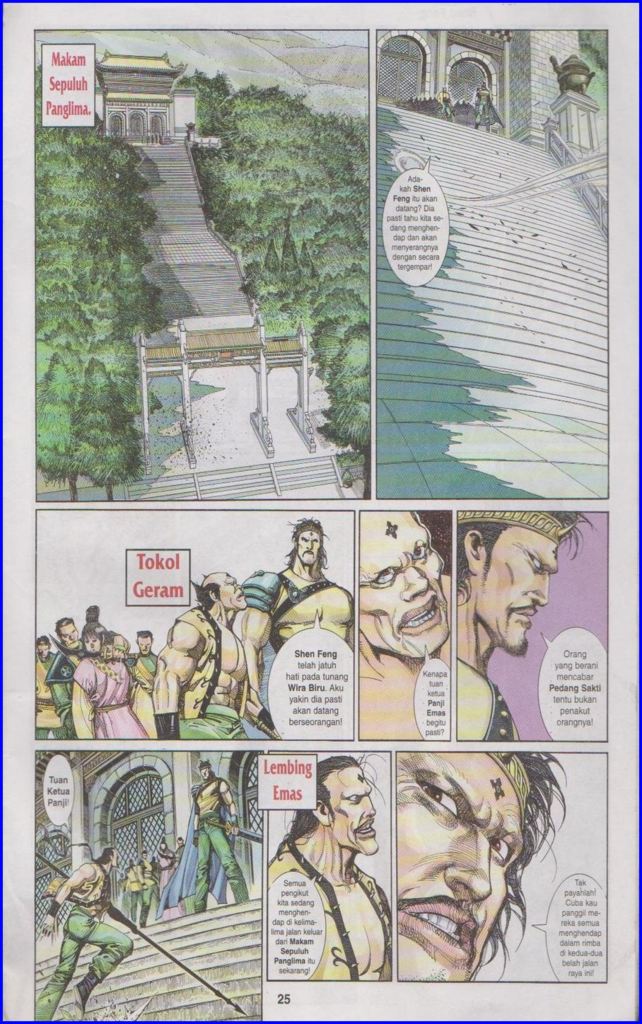 Makam
Sepuluh
Panglima.
Ada-
kah Shen
Feng itu akan
datang? Dia
pasti tahu kita se-
dang menghen-
dap dan akan
menyerangnya
dengan secara
tergempar!
Tokol
Geram
Shen Feng
telah jatuh
hati pada tunang
Wira Biru. Aku
yakin dia pasti
akan datang
berseorangan!
Kenapa
tuan
ketua
Panji
Emas
begitu
pasti?
Orang
yang berani
mencabar
Pedang Sakti
tentu bukan
penakut
orangnya!
Tuan
Ketua
Panji!
Lembing
Emas
Semua
pengikut
kita sedang
menghen-
dap di kelima-
lima jalan keluar
dari Makam
Sepuluh
Panglima itu
sekarang!
Tak
payahlah!
Cuba kau
panggil me-
reka semua
menghendap
dalam rimba
di kedua-dua
belah jalan
raya ini!
25